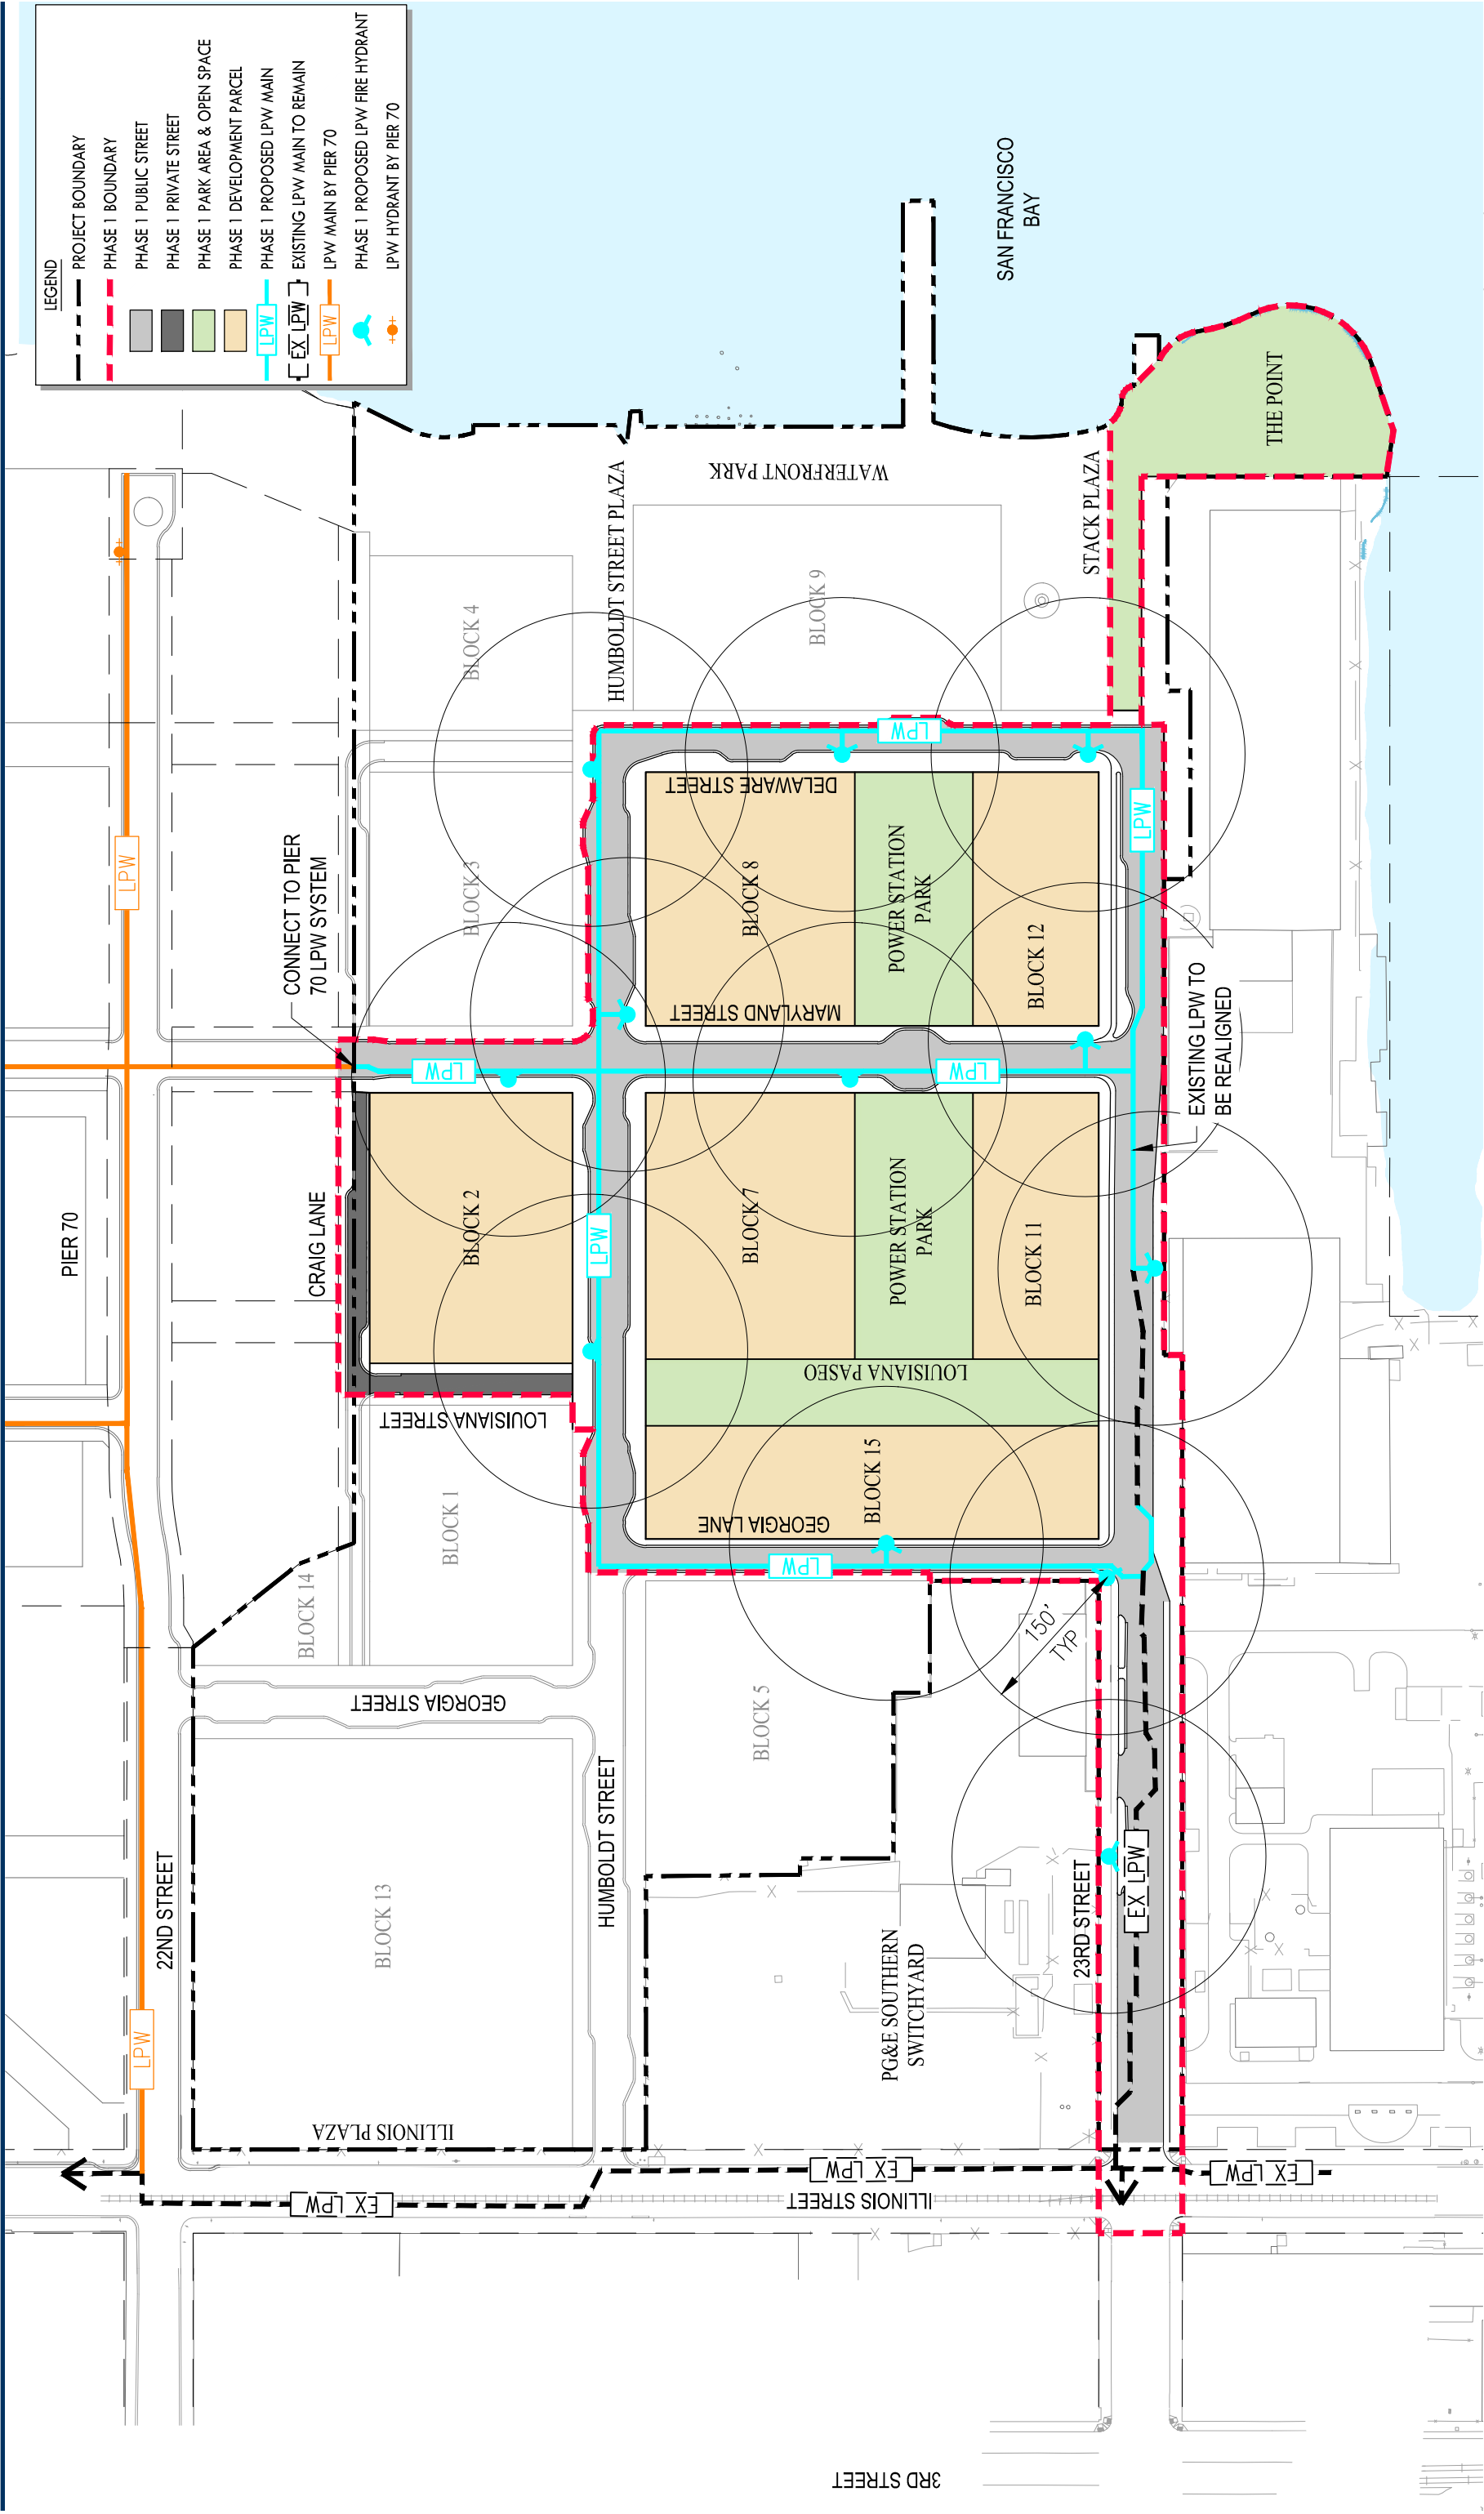 LEGEND
PROJECT BOUNDARY
PHASE 1 BOUNDARY
PHASE 1 PUBLIC STREET
PHASE 1 PRIVATE STREET
PHASE 1 PARK AREA & OPEN SPACE
PHASE 1 DEVELOPMENT PARCEL
LPW
PHASE 1 PROPOSED LPW MAIN
EX LPW
EXISTING LPW MAIN TO REMAIN
LPW
LPW MAIN BY PIER 70
PHASE 1 PROPOSED LPW FIRE HYDRANT
LPW HYDRANT BY PIER 70
PIER 70
LPW
LPW
22ND STREET
CONNECT TO PIER
70 LPW SYSTEM
CRAIG LANE
BLOCK 14
BLOCK 13
ILLINOIS PLAZA
GEORGIA STREET
BLOCK 1
LOUISIANA STREET
BLOCK 2
LPW
BLOCK 3
BLOCK 4
EX LPW
HUMBOLDT STREET
LPW
HUMBOLDT STREET PLAZA
WATERFRONT PARK
SAN FRANCISCO
BAY
BLOCK 5
GEORGIA LANE
BLOCK 7
MARYLAND STREET
BLOCK 8
DELAWARE STREET
BLOCK 9
ILLINOIS STREET
EX LPW
3RD STREET
PG&E SOUTHERN
SWITCHYARD
LPW
BLOCK 15
LOUISIANA PASEO
POWER STATION
PARK
LPW
POWER STATION
PARK
LPW
150'
TYP
BLOCK 11
BLOCK 12
STACK PLAZA
23RD STREET
EX LPW
LPW
EXISTING LPW TO
BE REALIGNED
EX LPW
THE POINT